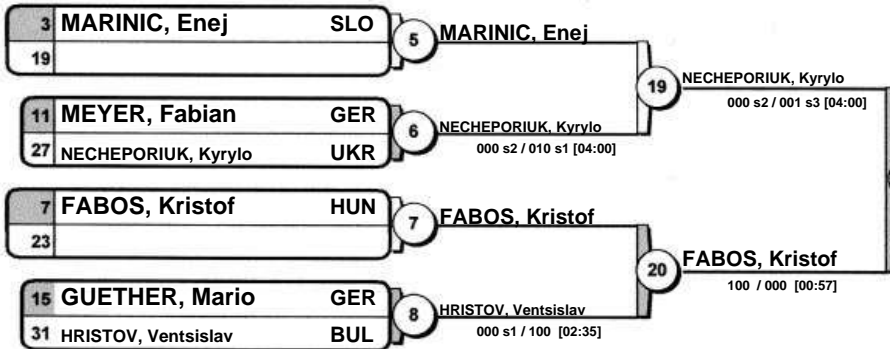 3 MARINIC, Enej SLO
19
5 MARINIC, Enej
11 MEYER, Fabian GER
27 NECHEPORIUK, Kyrylo UKR
6 NECHEPORIUK, Kyrylo
000 s2 / 010 s1 [04:00]
19 NECHEPORIUK, Kyrylo
000 s2 / 001 s3 [04:00]
7 FABOS, Kristof HUN
23
7 FABOS, Kristof
15 GUETHER, Mario GER
31 HRISTOV, Ventsislav BUL
8 HRISTOV, Ventsislav
000 s1 / 100 [02:35]
20 FABOS, Kristof
100 / 000 [00:57]